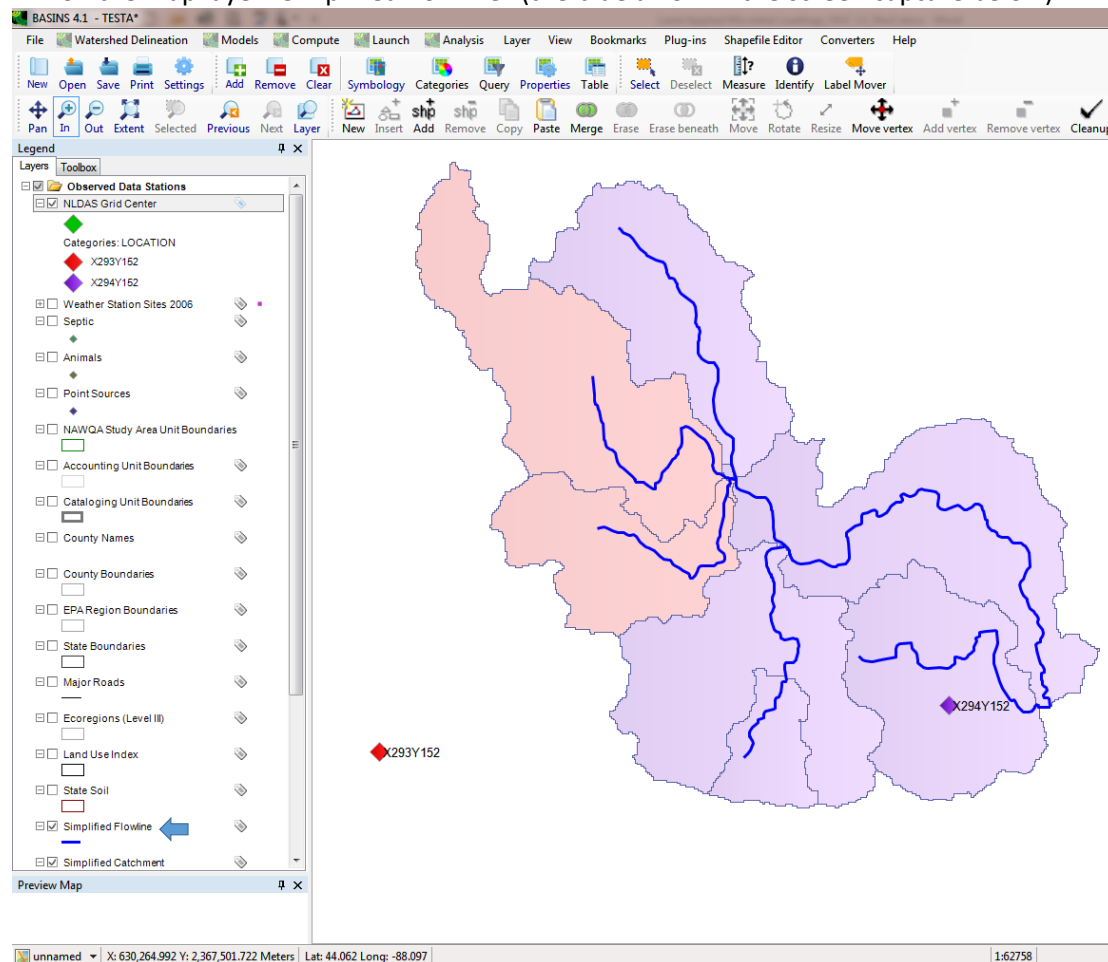 BASINS 4.1 - TESTA*
File Watershed Delineation Models Compute Launch Analysis Layer View Bookmarks Plug-ins Shapefile Editor Converters Help
New Open Save Print Settings Add Remove Clear Symbology Categories Query Properties Table Select Deselect Measure Identify Label Mover
Pan In Out Extent Selected Previous Next Layer New Insert Add Remove Copy Paste Merge Erase Erase beneath Move Rotate Resize Move vertex Add vertex Remove vertex Cleanup
Legend
Layers Toolbox
Observed Data Stations
NLDAS Grid Center
Categories: LOCATION
X293Y152
X294Y152
Weather Station Sites 2006
Septic
Animals
Point Sources
NAWQA Study Area Unit Boundaries
Accounting Unit Boundaries
Cataloging Unit Boundaries
County Names
County Boundaries
EPA Region Boundaries
State Boundaries
Major Roads
Ecoregions (Level III)
Land Use Index
State Soil
Simplified Flowline
Simplified Catchment
X294Y152
X293Y152
Preview Map
unnamed X: 630,264.992 Y: 2,367,501.722 Meters Lat: 44.062 Long: -88.097 1:62758